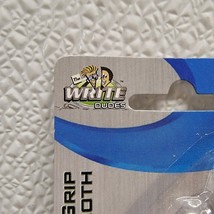 The
WRITE
DUDES
GRIP
OTH